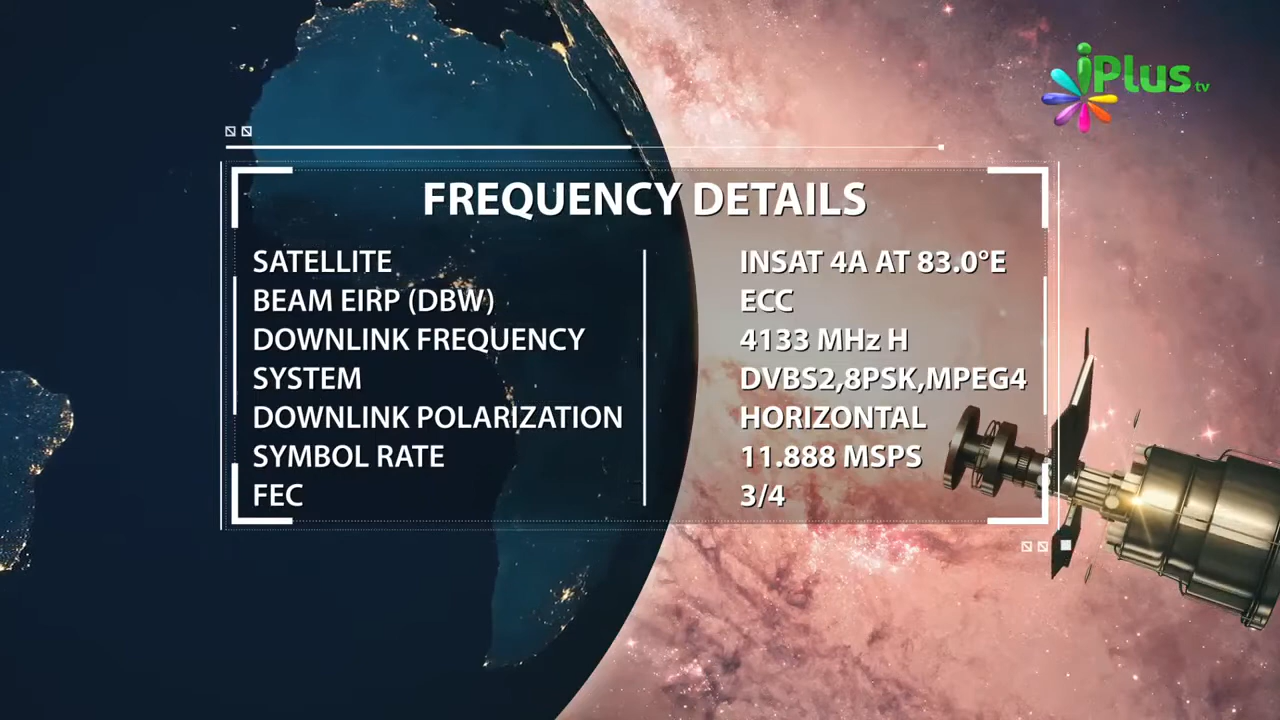 iPlus tv
FREQUENCY DETAILS
SATELLITE INSAT 4A AT 83.0°E
BEAM EIRP (DBW) ECC
DOWNLINK FREQUENCY 4133 MHz H
SYSTEM DVBS2,8PSK,MPEG4
DOWNLINK POLARIZATION HORIZONTAL
SYMBOL RATE 11.888 MSPS
FEC 3/4